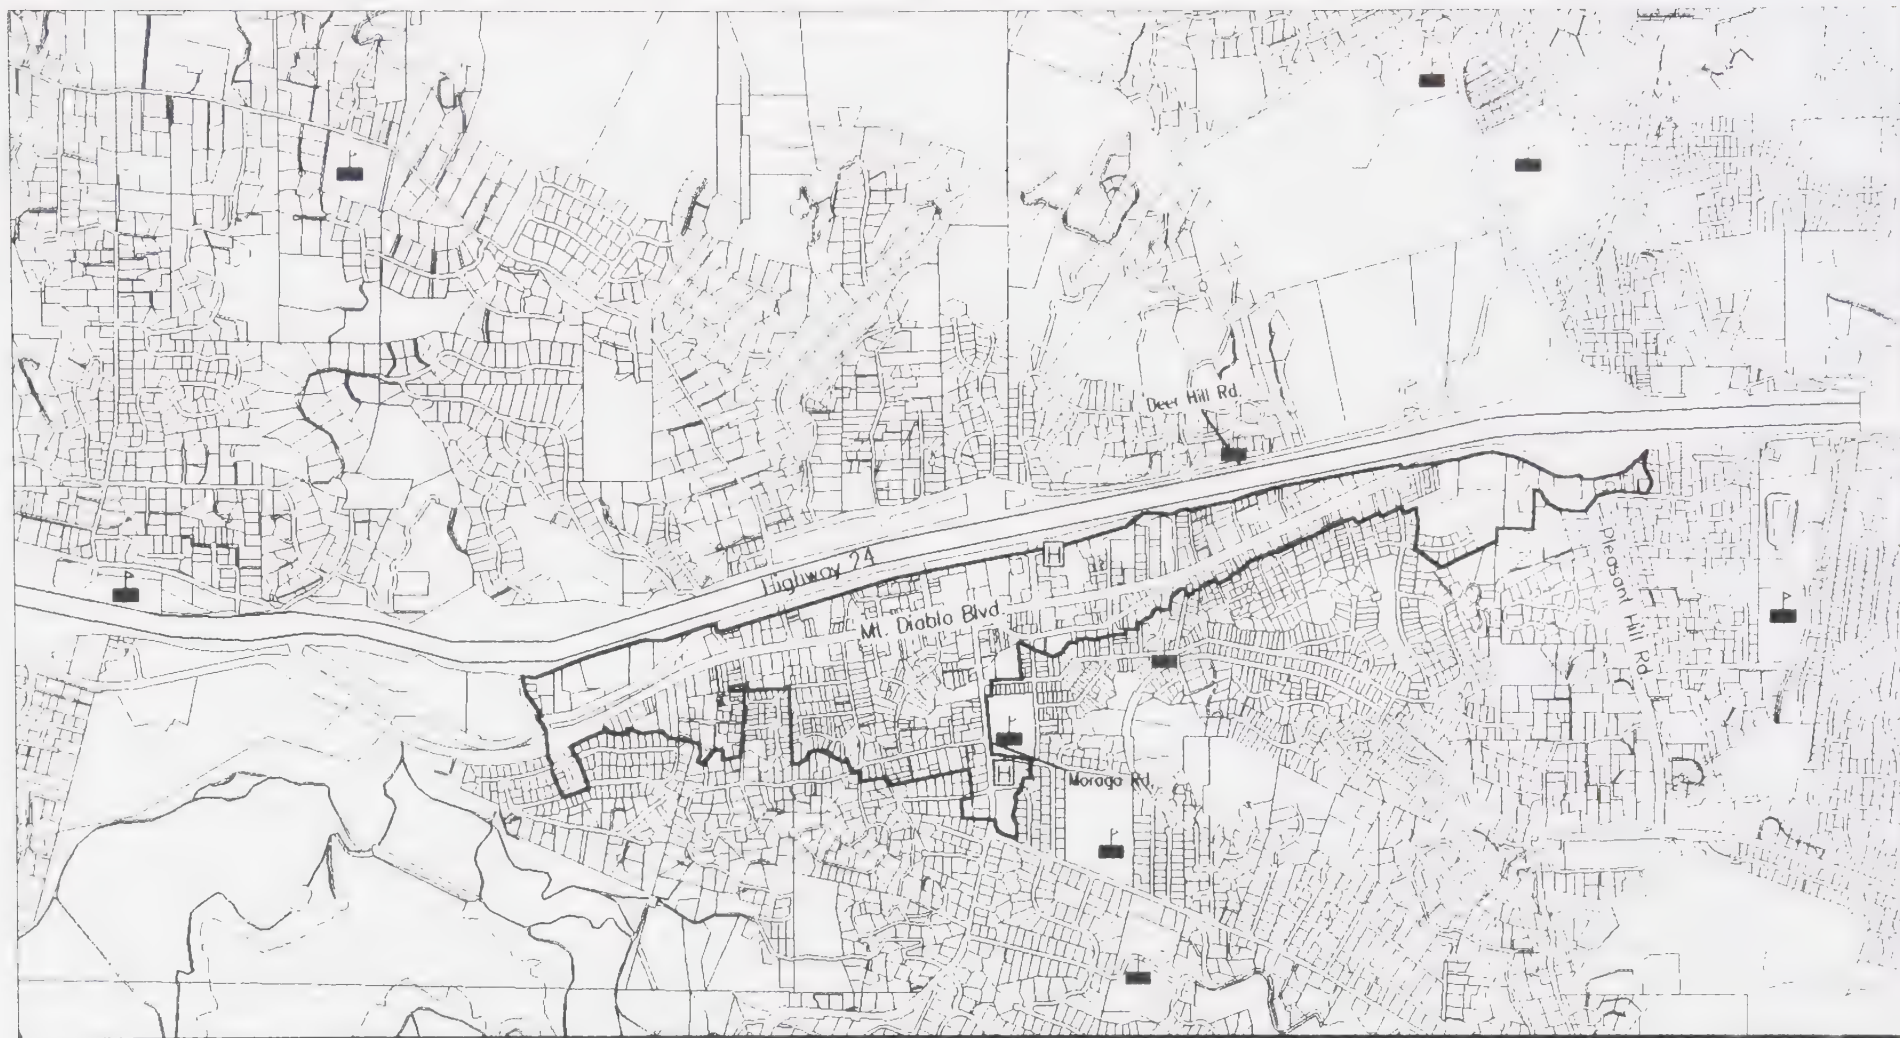 Deer Hill Rd.
Highway 24
H
Mt. Diablo Blvd.
Pleasant Hill Rd
H
Moraga Rd.